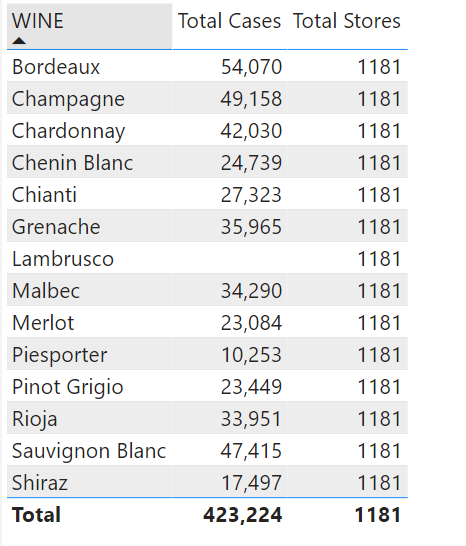 WINE Total Cases Total Stores
Bordeaux 54,070 1181
Champagne 49,158 1181
Chardonnay 42,030 1181
Chenin Blanc 24,739 1181
Chianti 27,323 1181
Grenache 35,965 1181
Lambrusco 1181
Malbec 34,290 1181
Merlot 23,084 1181
Piesporter 10,253 1181
Pinot Grigio 23,449 1181
Rioja 33,951 1181
Sauvignon Blanc 47,415 1181
Shiraz 17,497 1181
Total 423,224 1181